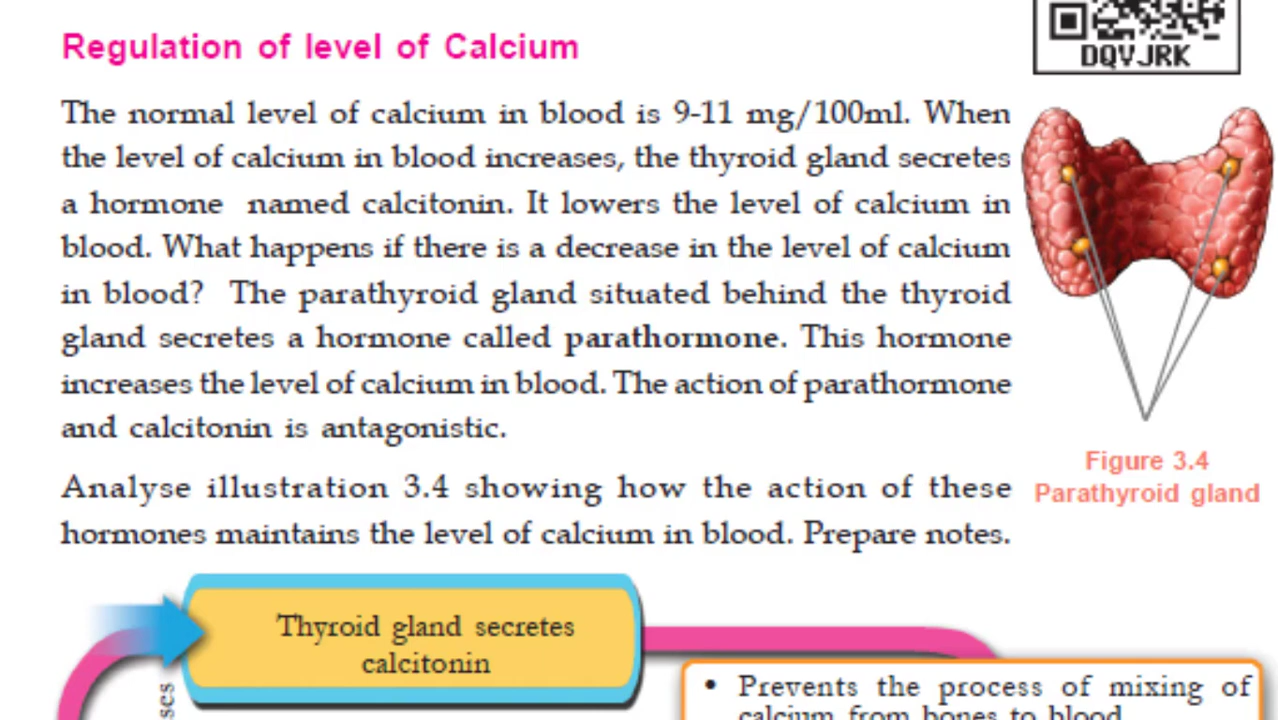 Regulation of level of Calcium
DQVJRK
The normal level of calcium in blood is 9-11 mg/100ml. When
the level of calcium in blood increases, the thyroid gland secretes
a hormone named calcitonin. It lowers the level of calcium in
blood. What happens if there is a decrease in the level of calcium
in blood? The parathyroid gland situated behind the thyroid
gland secretes a hormone called parathormone. This hormone
increases the level of calcium in blood. The action of parathormone
and calcitonin is antagonistic.
Figure 3.4
Parathyroid gland
Analyse illustration 3.4 showing how the action of these
hormones maintains the level of calcium in blood. Prepare notes.
Thyroid gland secretes
calcitonin
• Prevents the process of mixing of
calcium from bones to blood